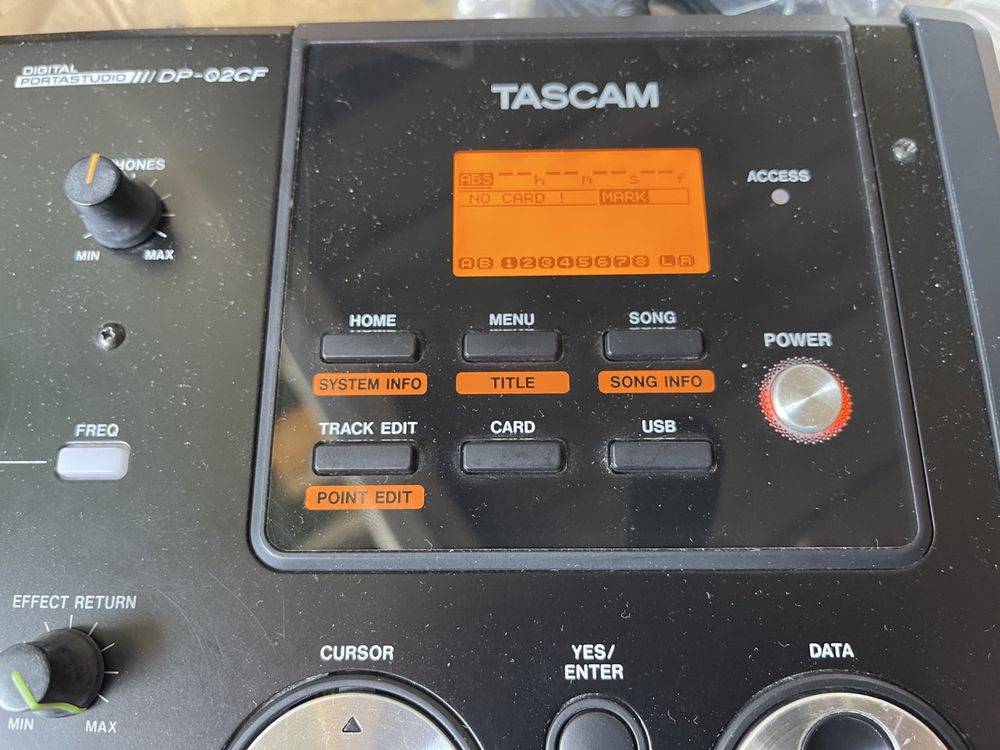 DIGITAL
PORTASTUDIO DP-02CF
TASCAM
PHONES
MIN MAX
ABS -- h -- M -- s -- f
NO CARD ! MARK
A B 1 2 3 4 5 6 7 8 L R
ACCESS
HOME MENU SONG
SYSTEM INFO TITLE SONG INFO
POWER
FREQ
TRACK EDIT CARD USB
POINT EDIT
EFFECT RETURN
MIN MAX
CURSOR
YES/
ENTER
DATA